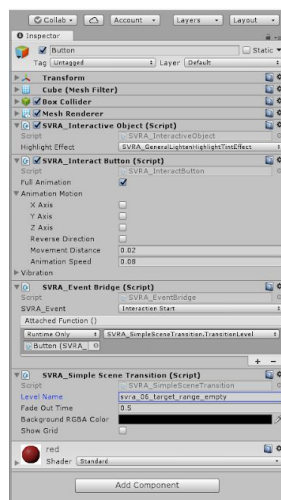 Collab Account Layers Layout
Inspector
Button Static
Tag Untagged Layer Default
Transform
Cube (Mesh Filter)
Box Collider
Mesh Renderer
SVRA_Interactive Object (Script)
Script SVRA_InteractiveObject
Highlight Effect SVRA_GeneralLightenHighlightTintEffect
SVRA_Interact Button (Script)
Script SVRA_InteractButton
Full Animation
Animation Motion
X Axis
Y Axis
Z Axis
Reverse Direction
Movement Distance 0.02
Animation Speed 0.08
Vibration
SVRA_Event Bridge (Script)
Script SVRA_EventBridge
SVRA_Event Interaction Start
Attached Function ()
Runtime Only SVRA_SimpleSceneTransition.TransitionLevel
Button (SVRA_
+ -
SVRA_Simple Scene Transition (Script)
Script SVRA_SimpleSceneTransition
Level Name svra_06_target_range_empty
Fade Out Time 0.5
Background RGBA Color
Show Grid
red
Shader Standard
Add Component